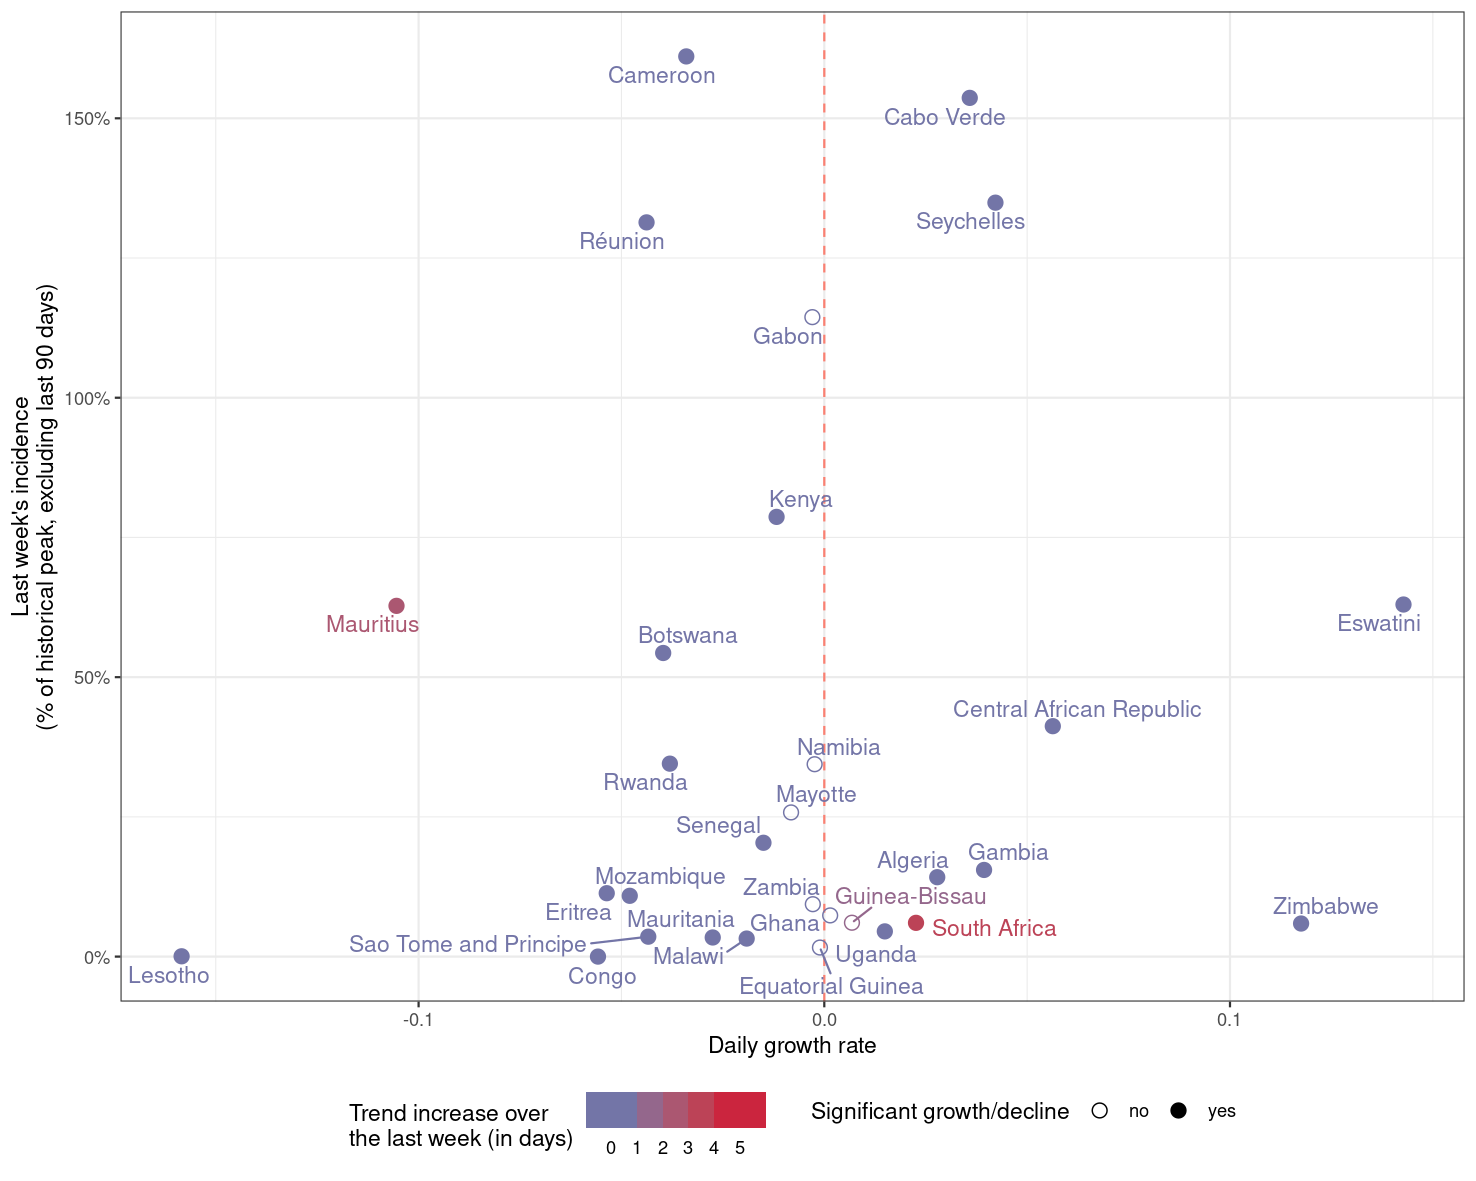 Cameroon
150%
Cabo Verde
Seychelles
Réunion
Gabon
100%
Kenya
Mauritius
Eswatini
Botswana
50%
Central African Republic
Namibia
Rwanda
Mayotte
Senegal
Algeria
Gambia
Mozambique
Zambia
Guinea-Bissau
Eritrea
Mauritania
Ghana
Zimbabwe
South Africa
Sao Tome and Principe
Malawi
Uganda
0%
Lesotho
Congo
Equatorial Guinea
Last week's incidence
(% of historical peak, excluding last 90 days)
-0.1
0.0
0.1
Daily growth rate
Trend increase over
the last week (in days)
0 1 2 3 4 5
Significant growth/decline no yes